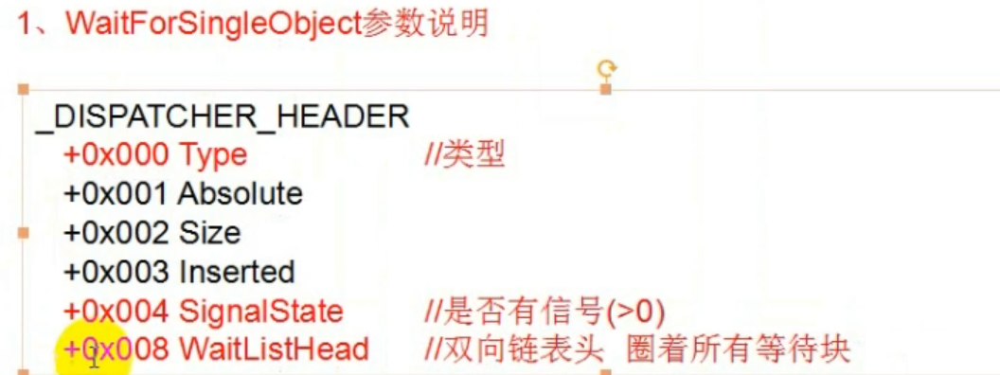 1、WaitForSingleObject参数说明
_DISPATCHER_HEADER
+0x000 Type //类型
+0x001 Absolute
+0x002 Size
+0x003 Inserted
+0x004 SignalState //是否有信号(>0)
+0x008 WaitListHead //双向链表头 圈着所有等待块